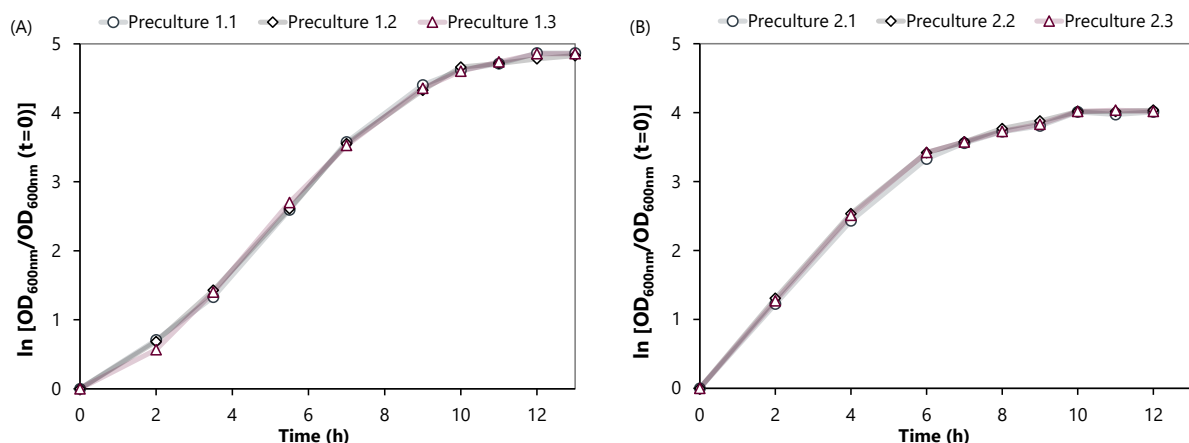 (A)
Preculture 1.1 Preculture 1.2 Preculture 1.3
ln [OD600nm/OD600nm (t=0)]
5
4
3
2
1
0
0 2 4 6 8 10 12
Time (h)
(B)
Preculture 2.1 Preculture 2.2 Preculture 2.3
ln [OD600nm/OD600nm (t=0)]
5
4
3
2
1
0
0 2 4 6 8 10 12
Time (h)